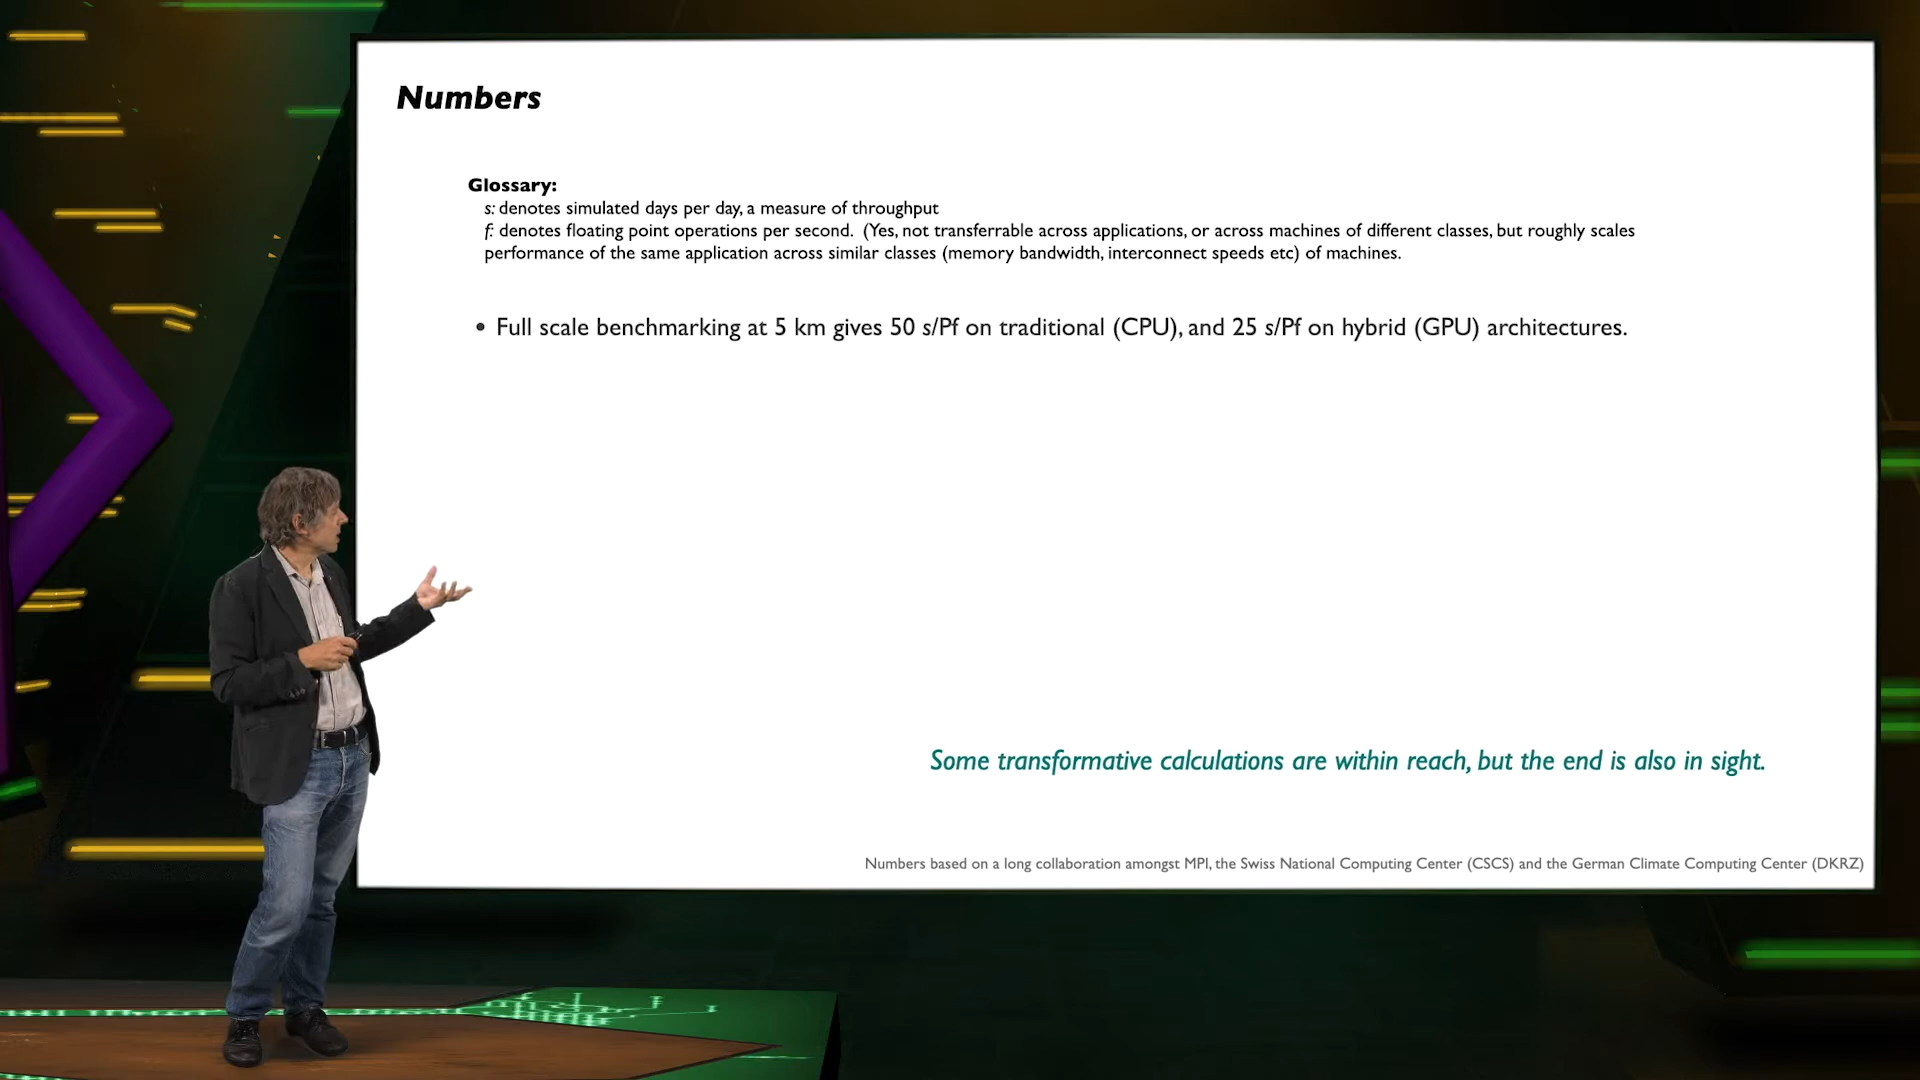 Numbers
Glossary:
s: denotes simulated days per day, a measure of throughput
f: denotes floating point operations per second. (Yes, not transferrable across applications, or across machines of different classes, but roughly scales
performance of the same application across similar classes (memory bandwidth, interconnect speeds etc) of machines.
• Full scale benchmarking at 5 km gives 50 s/Pf on traditional (CPU), and 25 s/Pf on hybrid (GPU) architectures.
Some transformative calculations are within reach, but the end is also in sight.
Numbers based on a long collaboration amongst MPI, the Swiss National Computing Center (CSCS) and the German Climate Computing Center (DKRZ)